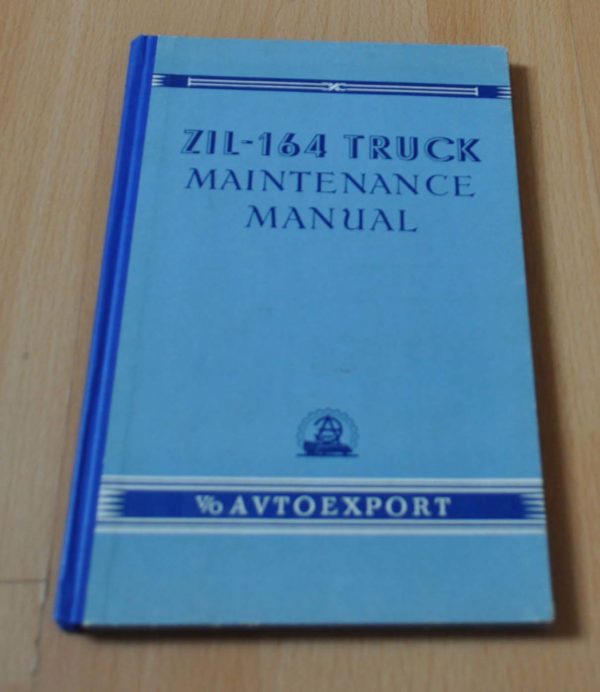 ZIL-164 TRUCK
MAINTENANCE
MANUAL
V/O AVTOEXPORT